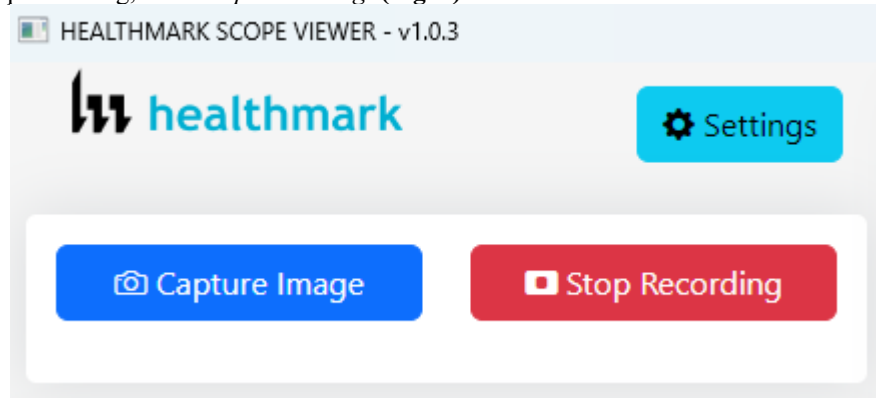 HEALTHMARK SCOPE VIEWER - v1.0.3
healthmark
Settings
Capture Image
Stop Recording